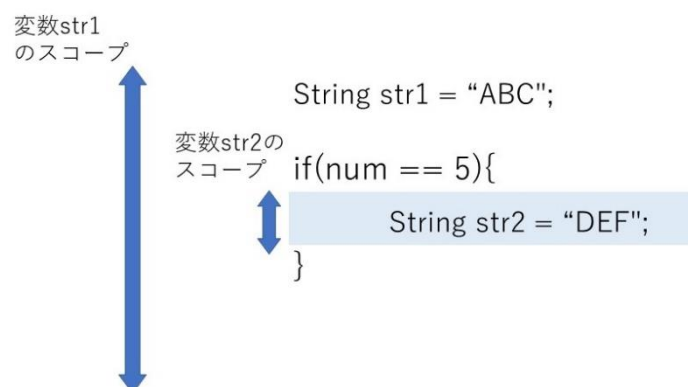 変数str1
のスコープ
String str1 = “ABC";
変数str2の
スコープ
if(num == 5){
String str2 = “DEF";
}